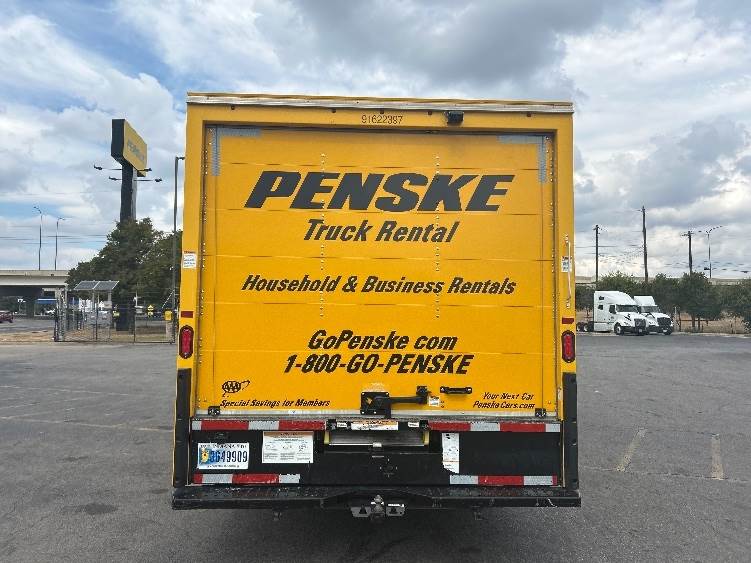 91622397
PENSKE
PENSKE
Truck Rental
Household & Business Rentals
GoPenske.com
1-800-GO-PENSKE
AAA
Special Savings for Members
Your Next Car
PenskeCars.com